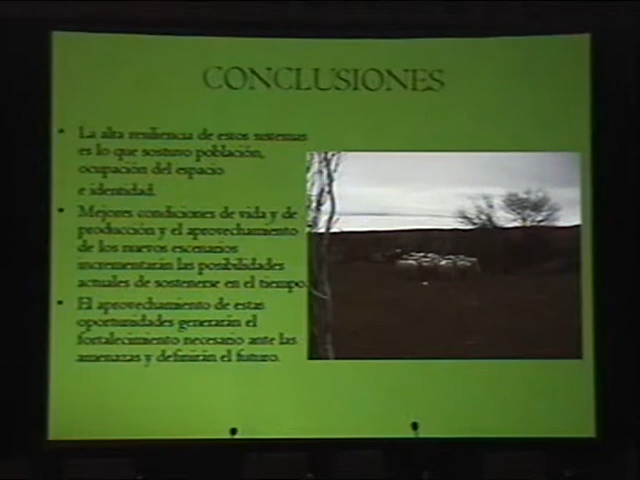 CONCLUSIONES
• La alta resiliencia de estos sistemas
es lo que sostuvo población,
ocupación del espacio
e identidad.
• Mejores condiciones de vida y de
producción y el aprovechamiento
de los nuevos escenarios
incrementarán las posibilidades
actuales de sostenerse en el tiempo.
• El aprovechamiento de estas
oportunidades generarán el
fortalecimiento necesario ante las
amenazas y definirán el futuro.